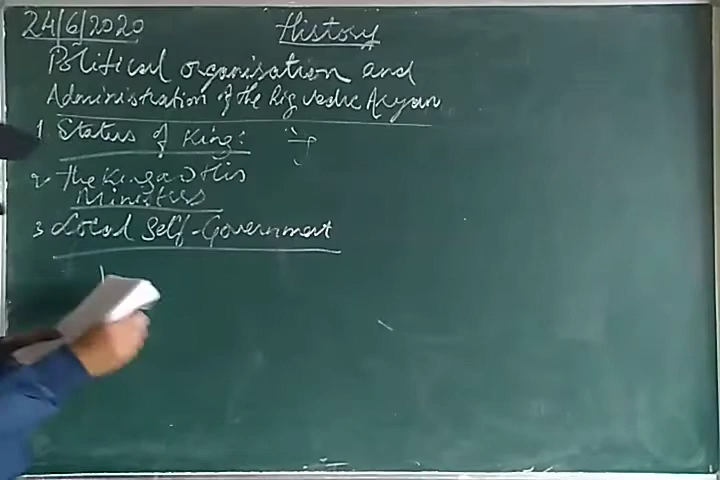 24/6/2020 History
Political organisation and
Administration of the Rig vedic Aryan
1 Status of King:
2 The King and His
Ministers
3 Local Self-Government